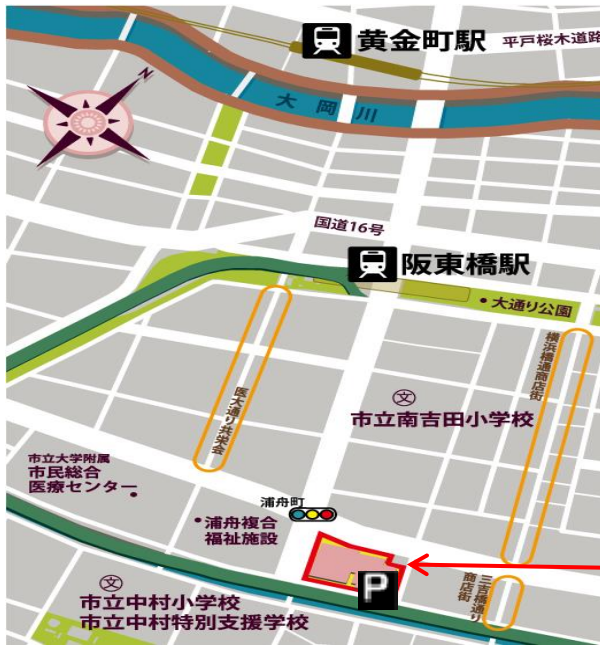 黄金町駅
平戸桜木道路
N
大岡川
国道16号
阪東橋駅
大通り公園
横浜橋通商店街
医大通り共栄会
文
市立南吉田小学校
市立大学附属
市民総合
医療センター
浦舟町
浦舟複合
福祉施設
P
三吉橋通り
商店街
文
市立中村小学校
市立中村特別支援学校